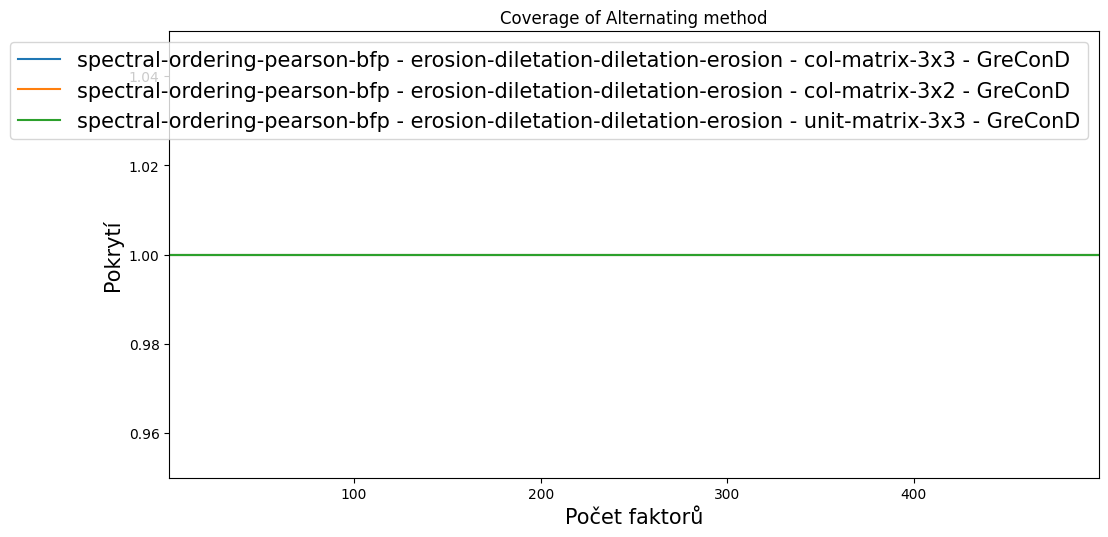 Coverage of Alternating method
spectral-ordering-pearson-bfp - erosion-diletation-diletation-erosion - col-matrix-3x3 - GreConD
spectral-ordering-pearson-bfp - erosion-diletation-diletation-erosion - col-matrix-3x2 - GreConD
spectral-ordering-pearson-bfp - erosion-diletation-diletation-erosion - unit-matrix-3x3 - GreConD
1.04
1.02
1.00
0.98
0.96
Pokrytí
100 200 300 400
Počet faktorů